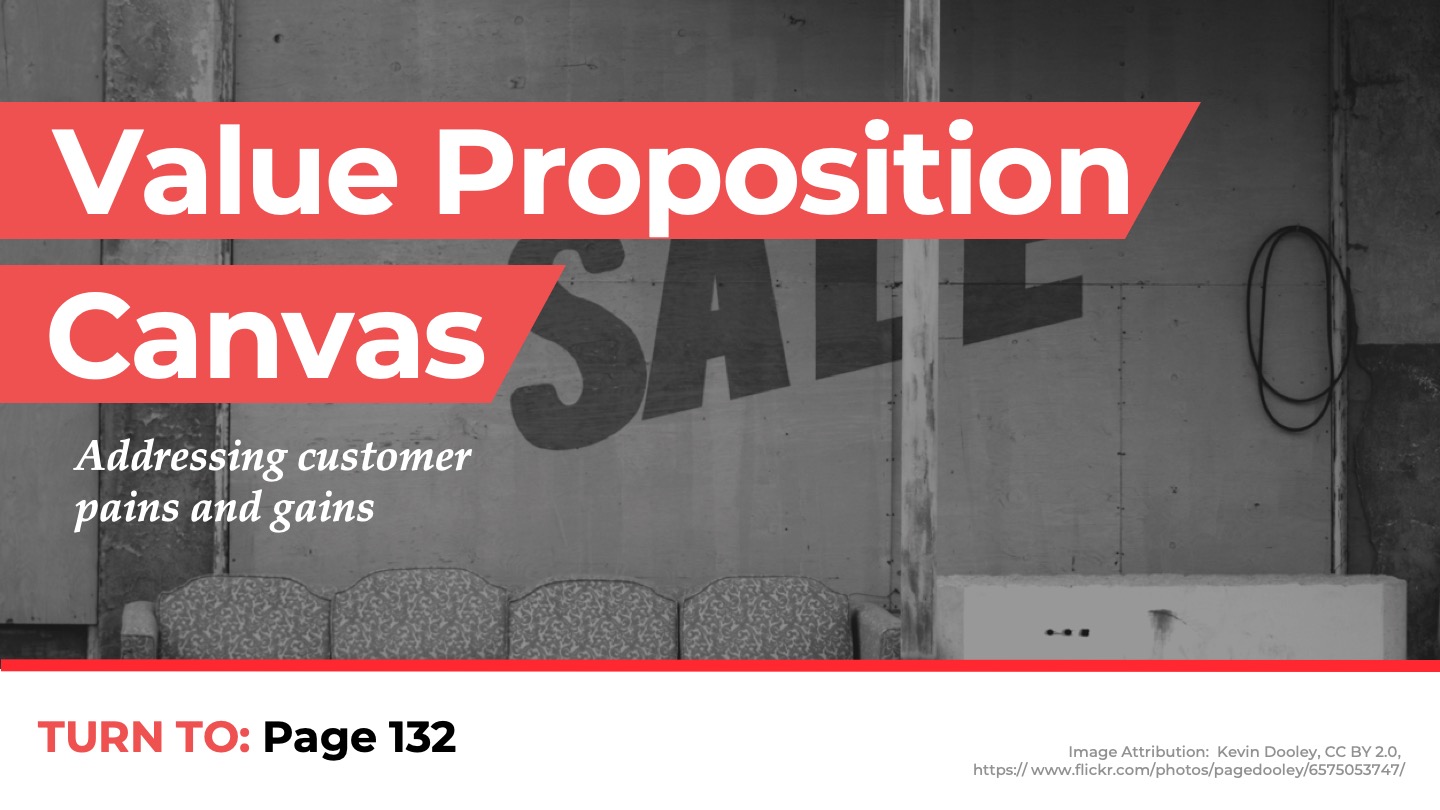 Value Proposition
Canvas
SALE
Addressing customer
pains and gains
TURN TO: Page 132
Image Attribution:  Kevin Dooley, CC BY 2.0,
https:// www.flickr.com/photos/pagedooley/6575053747/